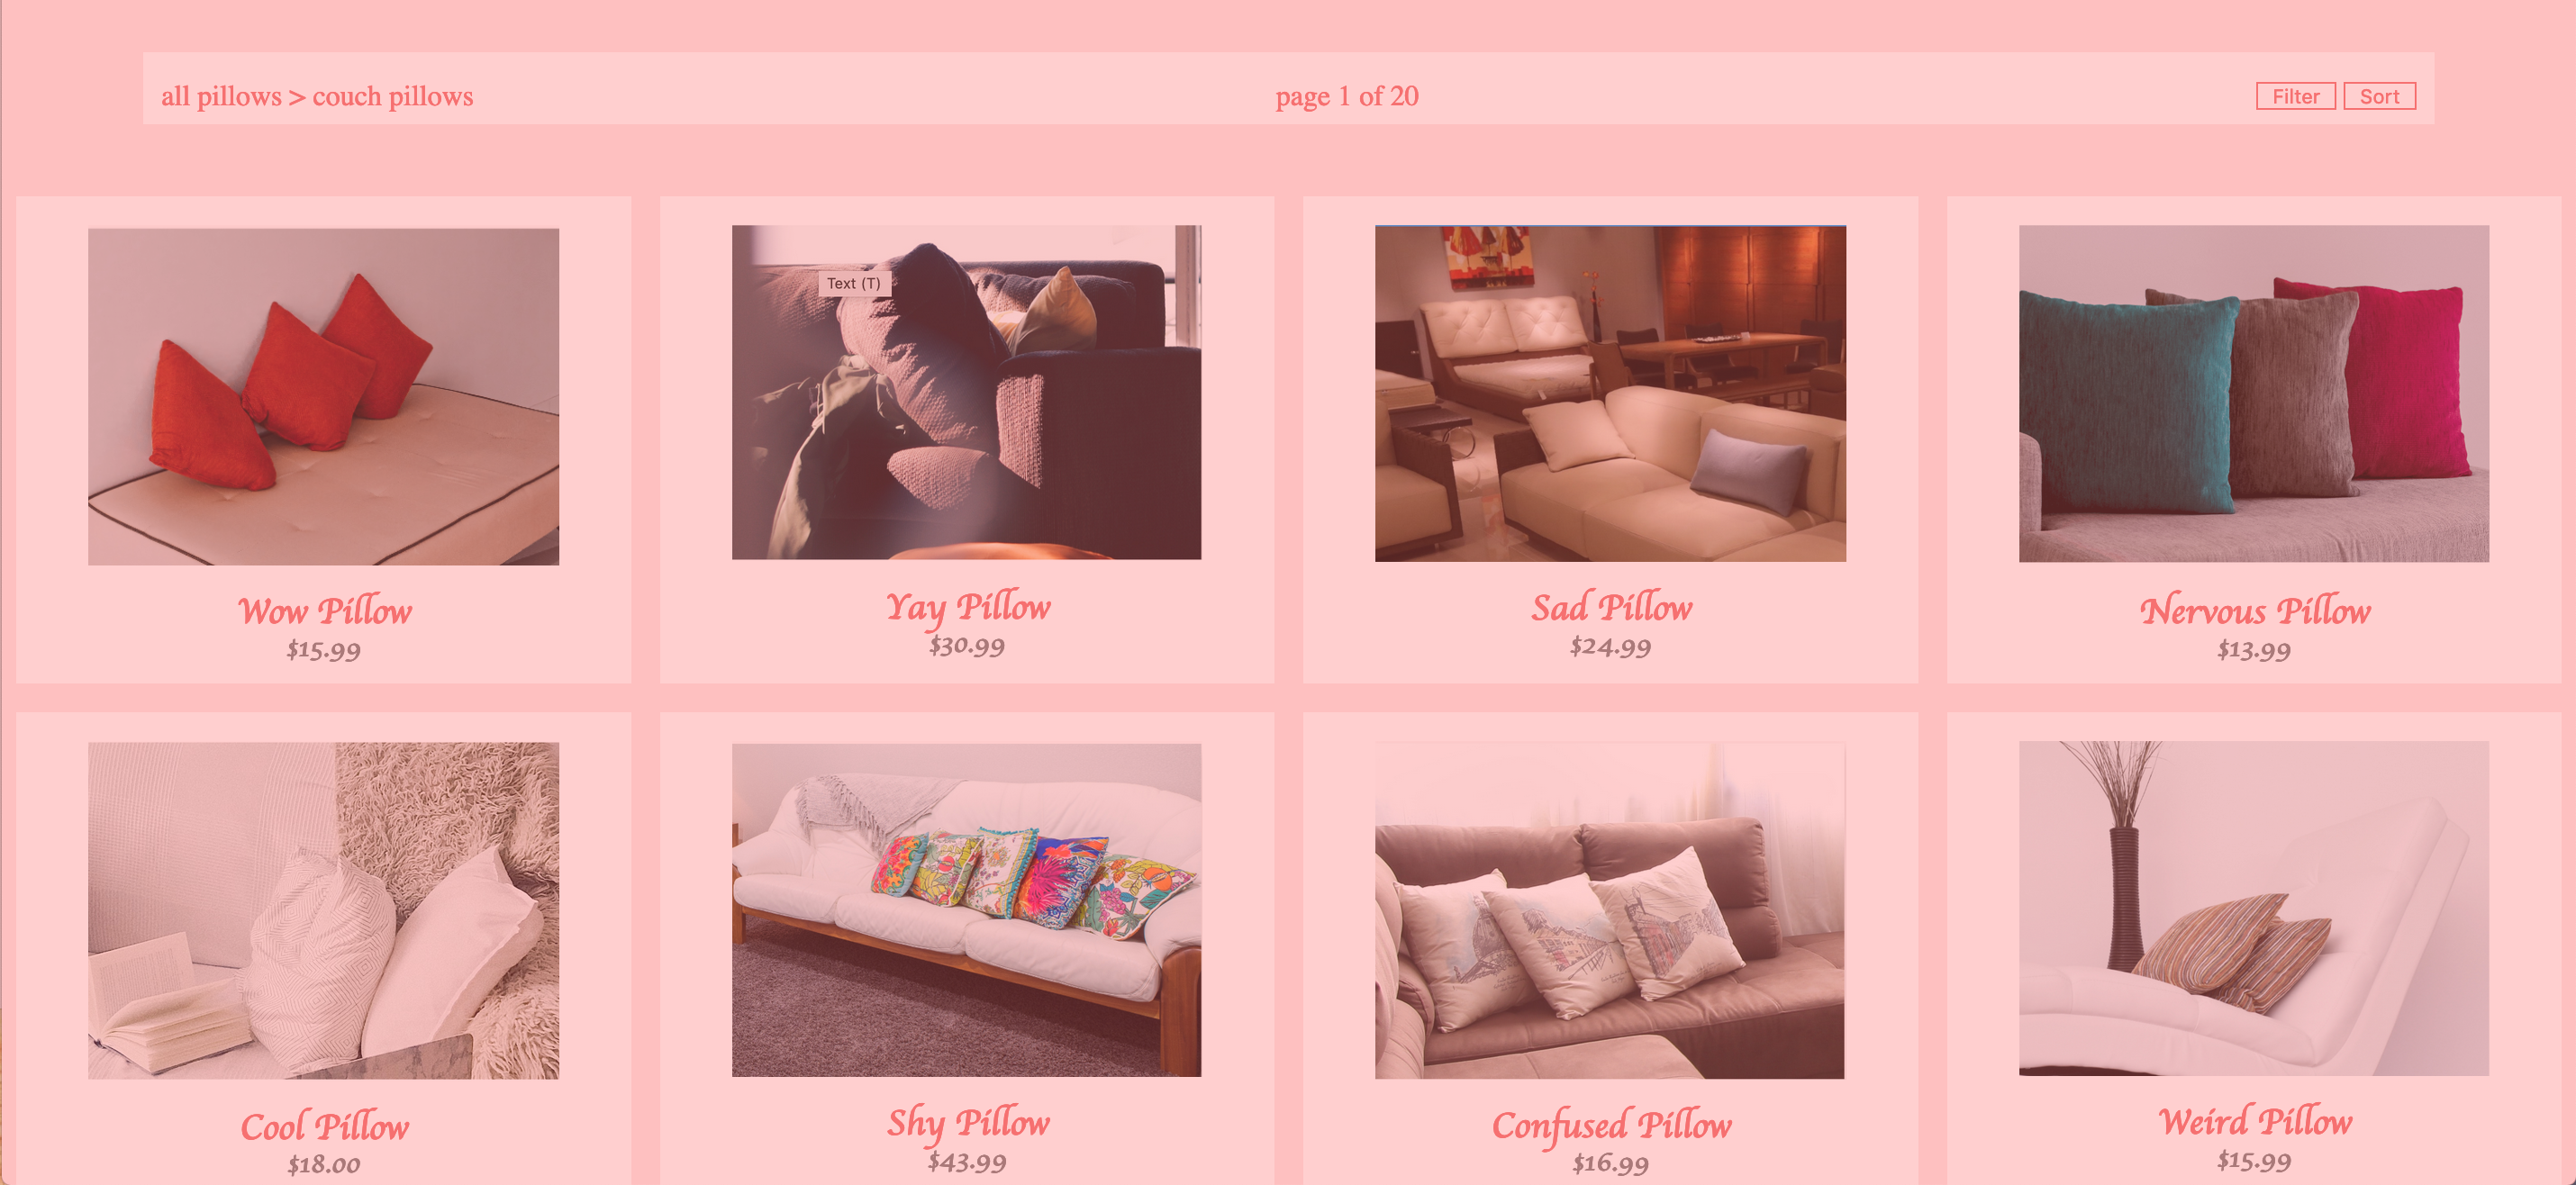 all pillows > couch pillows
page 1 of 20
Filter
Sort
Text (T)
Wow Pillow
$15.99
Yay Pillow
$30.99
Sad Pillow
$24.99
Nervous Pillow
$13.99
Cool Pillow
$18.00
Shy Pillow
$43.99
Confused Pillow
$16.99
Weird Pillow
$15.99